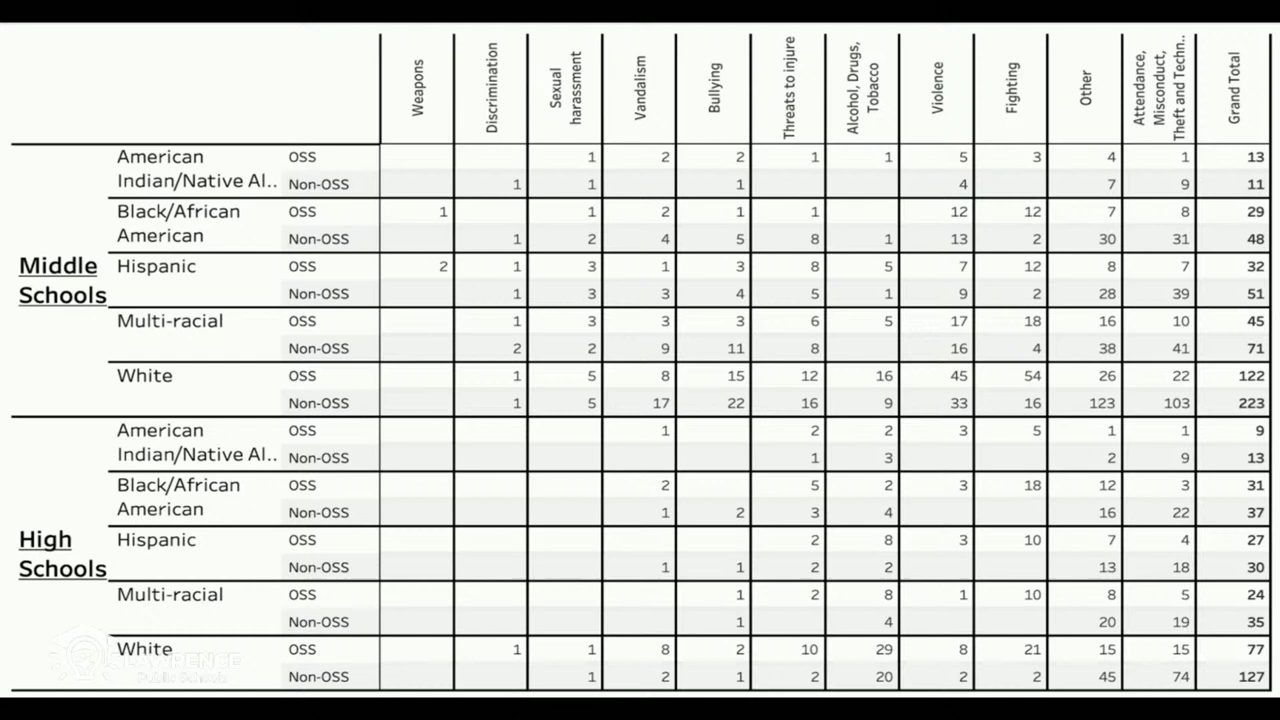 Weapons Discrimination Sexual harassment Vandalism Bullying Threats to injure Alcohol, Drugs, Tobacco Violence Fighting Other Attendance, Misconduct, Theft and Techn.. Grand Total
American OSS 1 2 2 1 1 5 3 4 1 13
Indian/Native Al.. Non-OSS 1 1 1 4 7 9 11
Black/African OSS 1 1 2 1 1 12 12 7 8 29
American Non-OSS 1 2 4 5 8 1 13 2 30 31 48
Middle Hispanic OSS 2 1 3 1 3 8 5 7 12 8 7 32
Schools Non-OSS 1 3 3 4 5 1 9 2 28 39 51
Multi-racial OSS 1 3 3 3 6 5 17 18 16 10 45
Non-OSS 2 2 9 11 8 16 4 38 41 71
White OSS 1 5 8 15 12 16 45 54 26 22 122
Non-OSS 1 5 17 22 16 9 33 16 123 103 223
American OSS 1 2 2 3 5 1 1 9
Indian/Native Al.. Non-OSS 1 3 2 9 13
Black/African OSS 2 5 2 3 18 12 3 31
American Non-OSS 1 2 3 4 16 22 37
High Hispanic OSS 2 8 3 10 7 4 27
Schools Non-OSS 1 1 2 2 13 18 30
Multi-racial OSS 1 2 8 1 10 8 5 24
Non-OSS 1 4 20 19 35
White OSS 1 1 8 2 10 29 8 21 15 15 77
Non-OSS 1 2 1 2 20 2 2 45 74 127
LAWRENCE
Public Schools